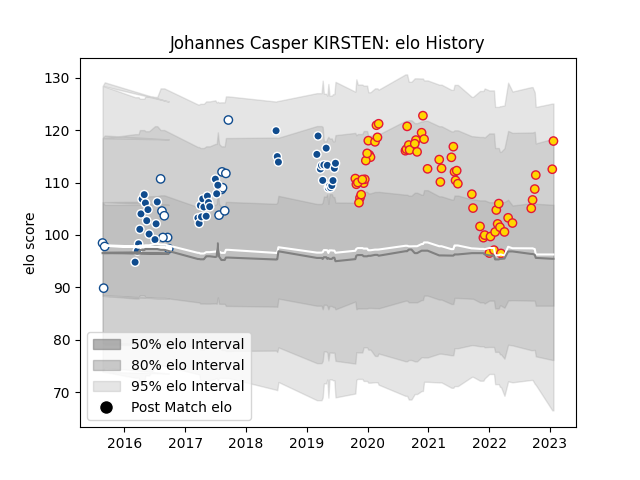 Johannes Casper KIRSTEN: elo History
elo score
130
120
110
100
90
80
70
50% elo Interval
80% elo Interval
95% elo Interval
Post Match elo
2016
2017
2018
2019
2020
2021
2022
2023